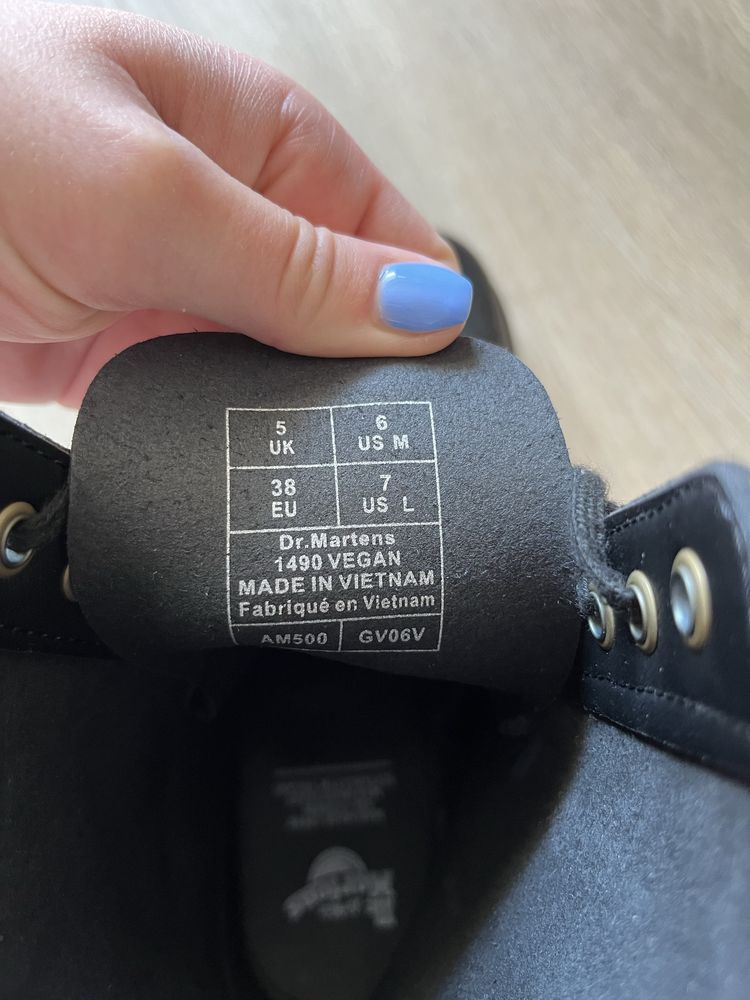 5 6
UK US M
38 7
EU US L
Dr.Martens
1490 VEGAN
MADE IN VIETNAM
Fabriqué en Vietnam
AM500 GV06V